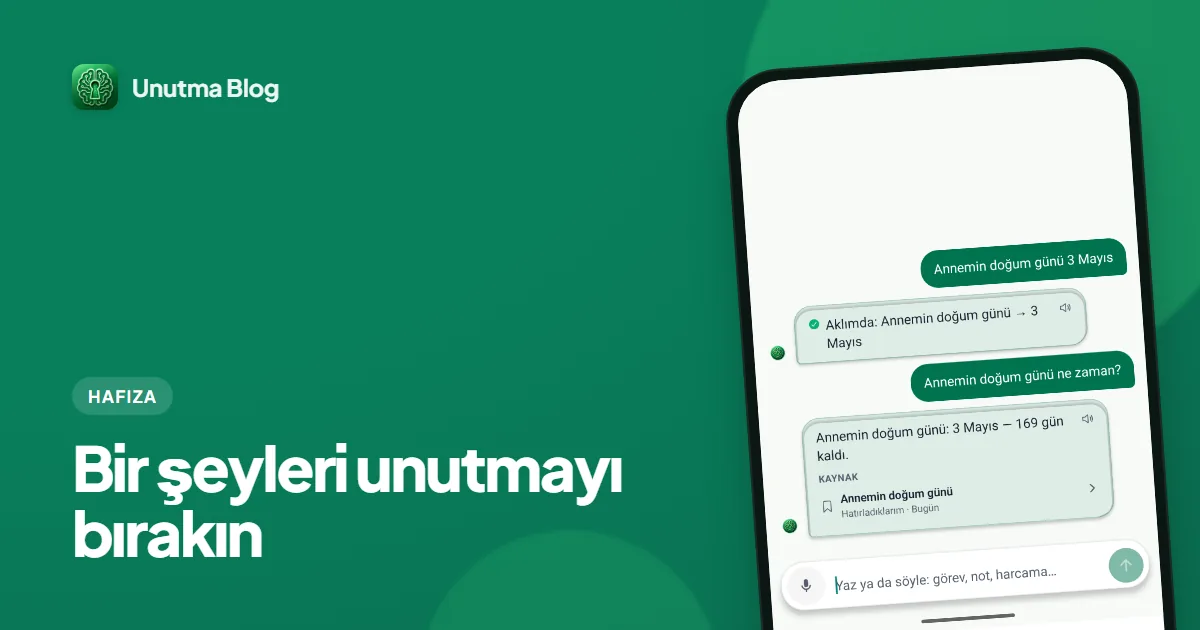 Unutma Blog
HAFIZA
Bir şeyleri unutmayı
bırakın
Annemin doğum günü 3 Mayıs
Aklımda: Annemin doğum günü → 3
Mayıs
Annemin doğum günü ne zaman?
Annemin doğum günü: 3 Mayıs — 169 gün
kaldı.
KAYNAK
Annemin doğum günü
Hatırladıklarım · Bugün
Yaz ya da söyle: görev, not, harcama…